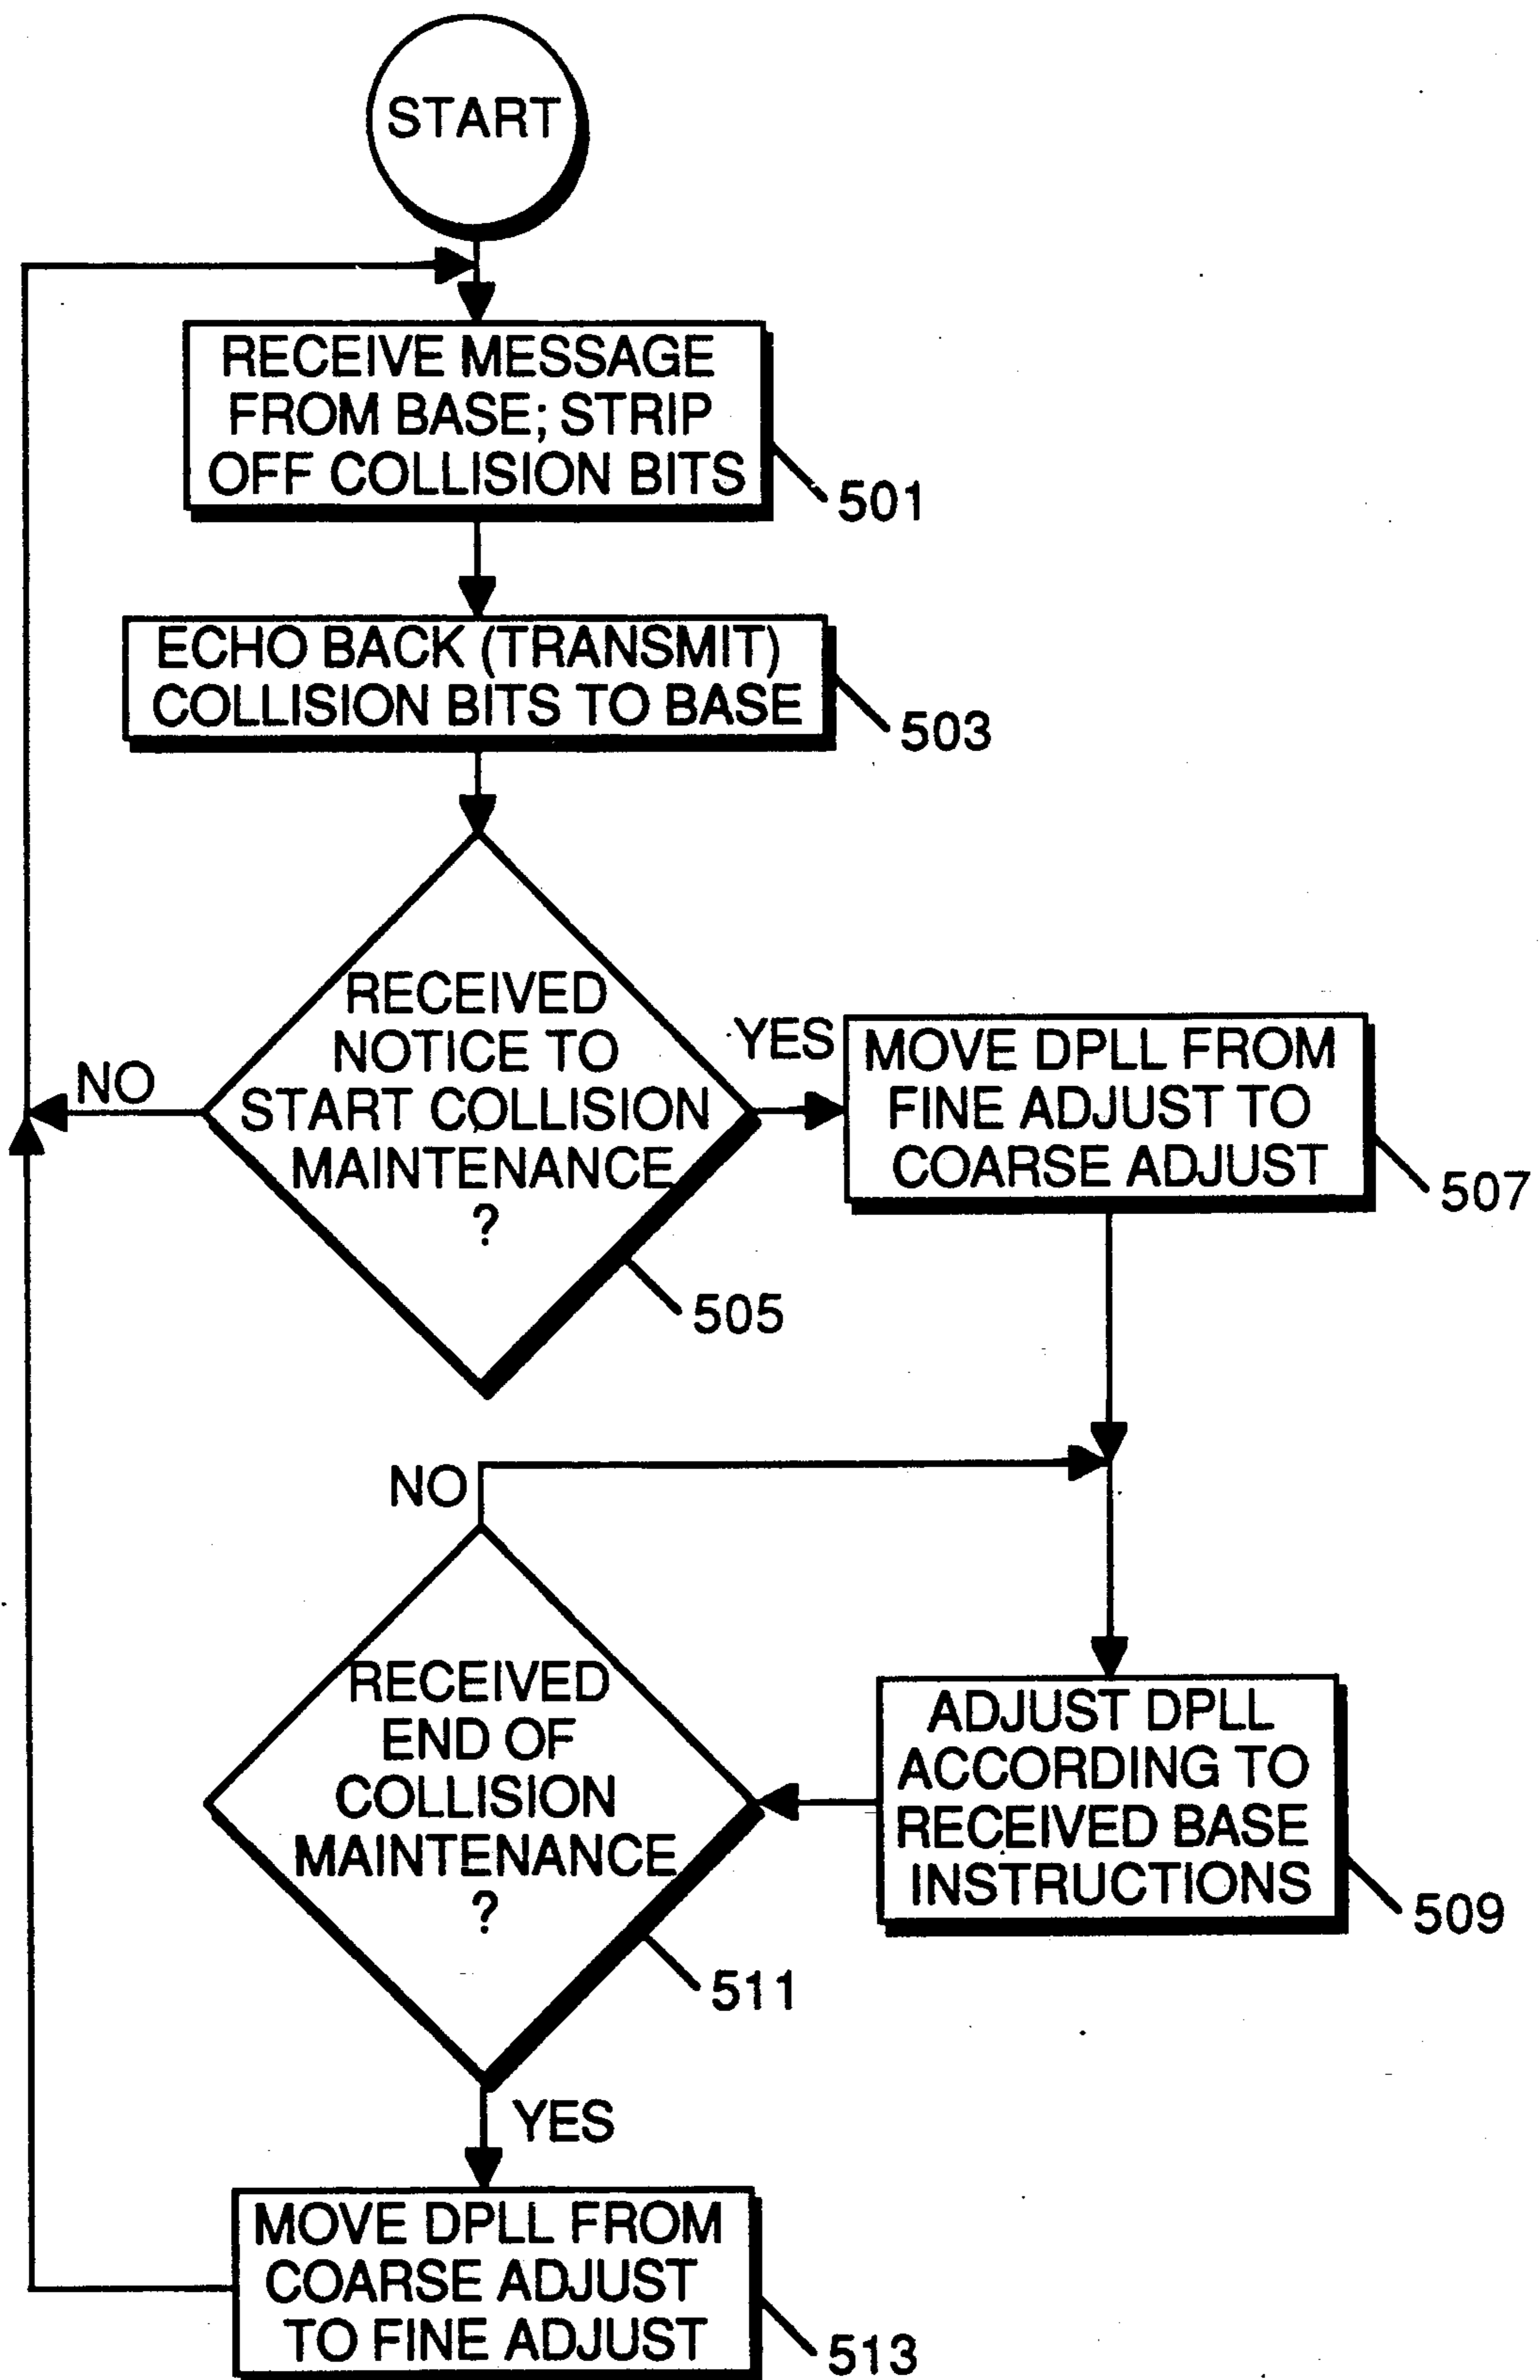 START
RECEIVE MESSAGE
FROM BASE; STRIP
OFF COLLISION BITS
501
ECHO BACK (TRANSMIT)
COLLISION BITS TO BASE
503
RECEIVED
NOTICE TO
START COLLISION
MAINTENANCE
?
505
NO
YES
MOVE DPLL FROM
FINE ADJUST TO
COARSE ADJUST
507
NO
RECEIVED
END OF
COLLISION
MAINTENANCE
?
511
ADJUST DPLL
ACCORDING TO
RECEIVED BASE
INSTRUCTIONS
509
YES
MOVE DPLL FROM
COARSE ADJUST
TO FINE ADJUST
513